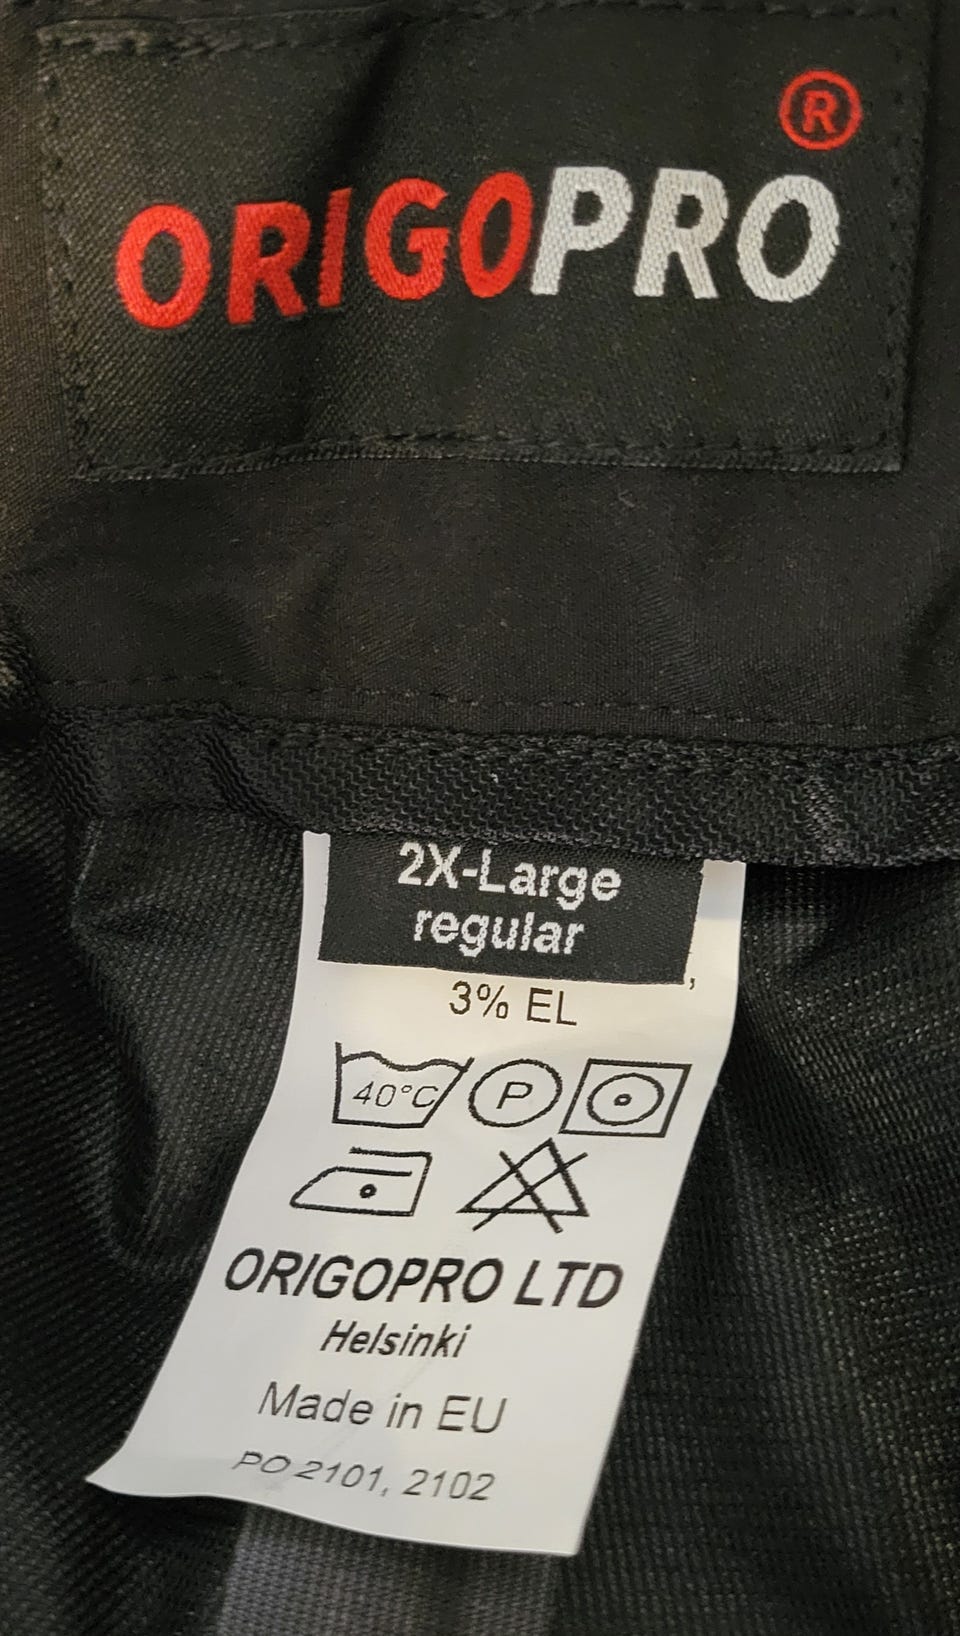 ®
ORIGOPRO
2X-Large
regular
,
3% EL
40°C P
ORIGOPRO LTD
Helsinki
Made in EU
PO 2101, 2102